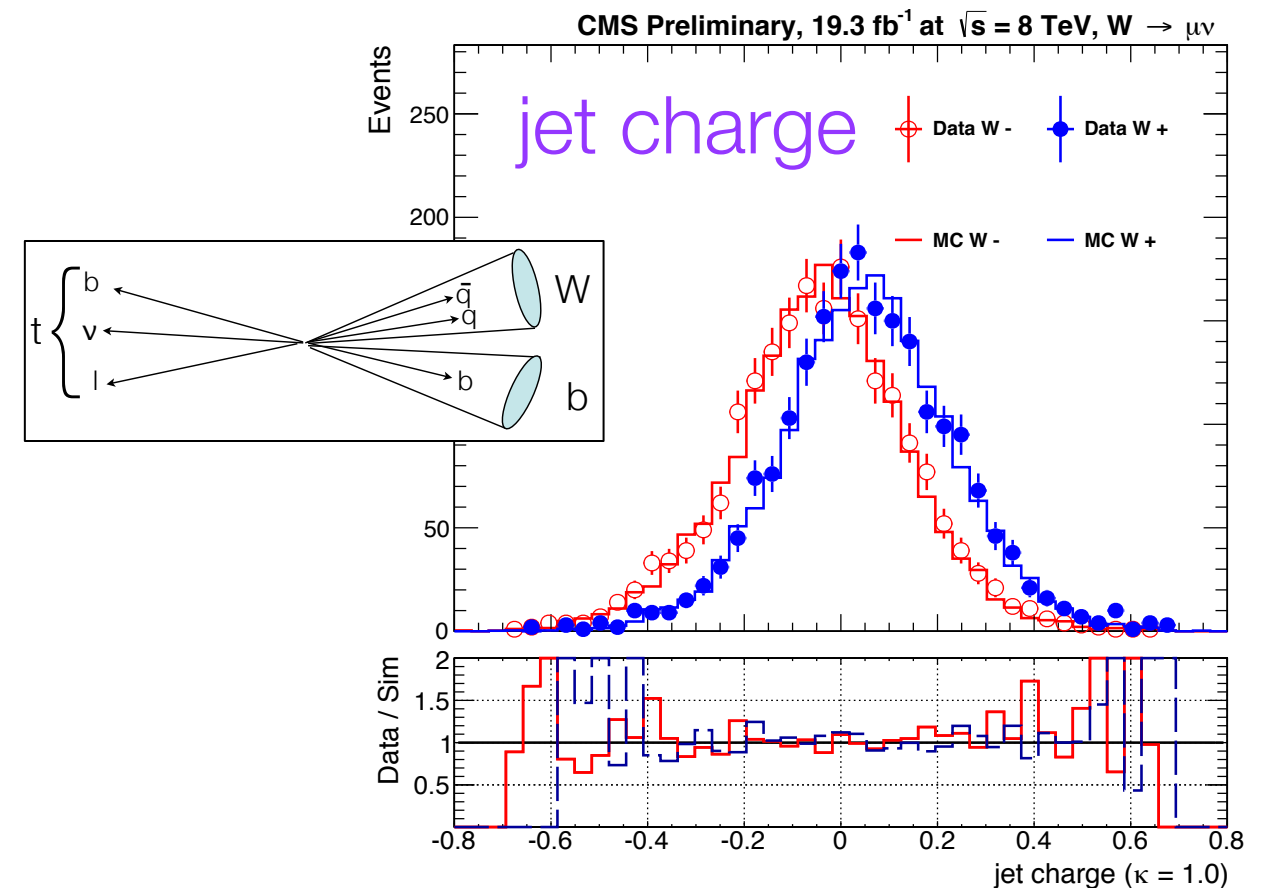 CMS Preliminary, 19.3 fb⁻¹ at √s = 8 TeV, W → μν
Events
jet charge
Data W -
Data W +
MC W -
MC W +
250
200
50
0
t { b
ν
l
q̄
q
b
W
b
Data / Sim
2
1.5
1
0.5
-0.8 -0.6 -0.4 -0.2 0 0.2 0.4 0.6 0.8
jet charge (κ = 1.0)